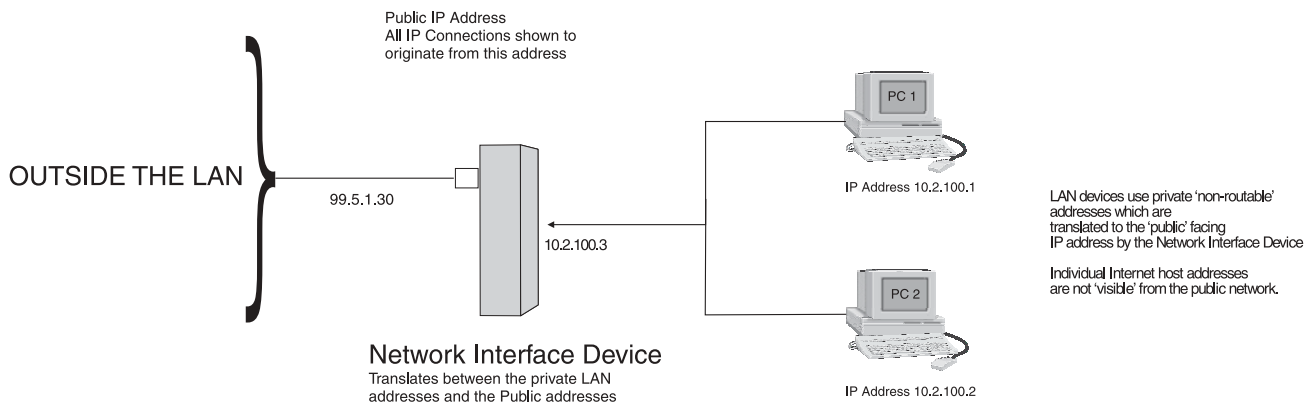 Public IP Address
All IP Connections shown to
originate from this address
OUTSIDE THE LAN
99.5.1.30
10.2.100.3
PC 1
IP Address 10.2.100.1
PC 2
IP Address 10.2.100.2
LAN devices use private ‘non-routable’
addresses which are
translated to the ‘public’ facing
IP address by the Network Interface Device
Individual Internet host addresses
are not ‘visible’ from the public network.
Network Interface Device
Translates between the private LAN
addresses and the Public addresses